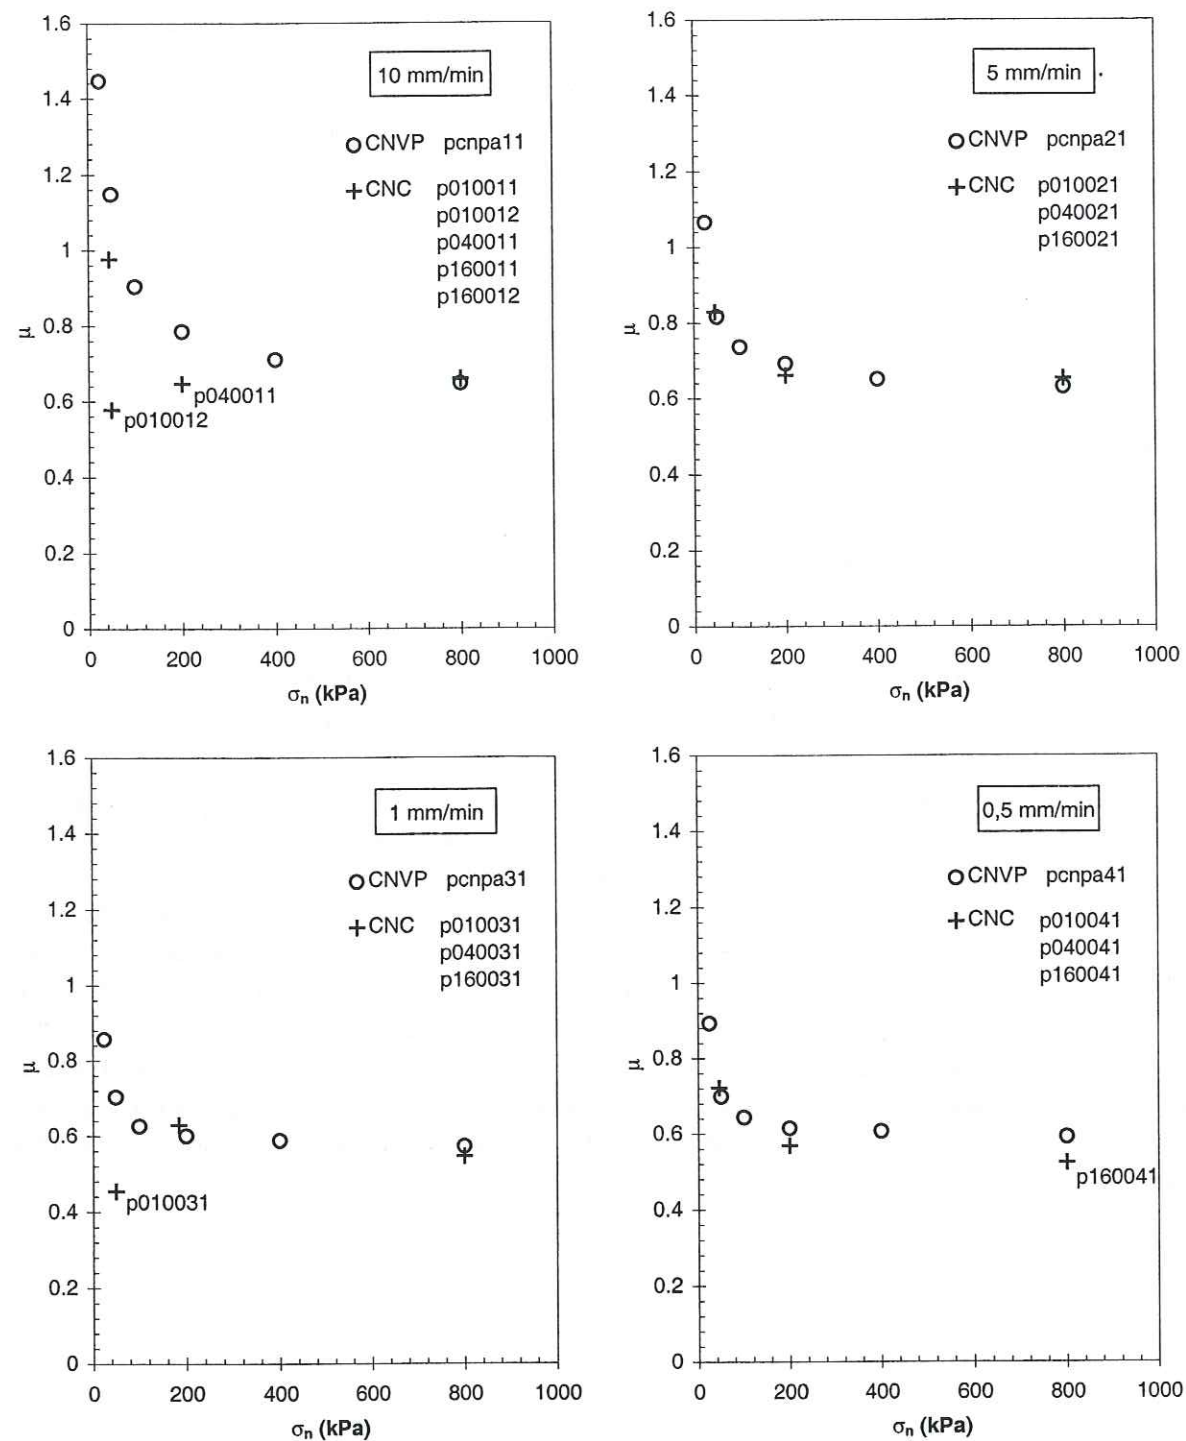 1.6
1.4
1.2
1
0.8
0.6
0.4
0.2
0
μ
10 mm/min
CNVP pcnpa11
CNC p010011
p010012
p040011
p160011
p160012
p040011
p010012
0 200 400 600 800 1000
σn (kPa)
1.6
1.4
1.2
1
0.8
0.6
0.4
0.2
0
μ
5 mm/min
CNVP pcnpa21
CNC p010021
p040021
p160021
0 200 400 600 800 1000
σn (kPa)
1.6
1.4
1.2
1
0.8
0.6
0.4
0.2
0
μ
1 mm/min
CNVP pcnpa31
CNC p010031
p040031
p160031
p010031
0 200 400 600 800 1000
σn (kPa)
1.6
1.4
1.2
1
0.8
0.6
0.4
0.2
0
μ
0,5 mm/min
CNVP pcnpa41
CNC p010041
p040041
p160041
p160041
0 200 400 600 800 1000
σn (kPa)